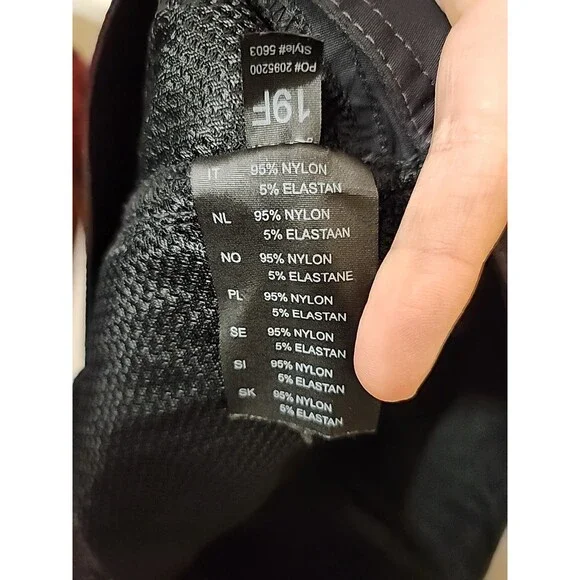 PO# 2095200
Style# 5603
19F
IT 95% NYLON
5% ELASTAN
NL 95% NYLON
5% ELASTAAN
NO 95% NYLON
5% ELASTANE
PL 95% NYLON
5% ELASTAN
SE 95% NYLON
5% ELASTAN
SI 95% NYLON
5% ELASTAN
SK 95% NYLON
5% ELASTAN